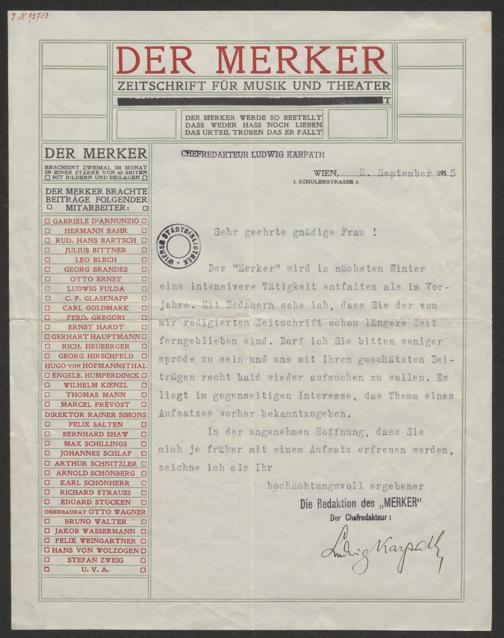 J.N. 93713
DER MERKER
ZEITSCHRIFT FÜR MUSIK UND THEATER
DER MERKER WERDE SO BESTELLT
DASS WEDER HASS NOCH LIEBEN
DAS URTEIL TRÜBEN DAS ER FÄLLT
CHEFREDAKTEUR LUDWIG KARPATH
WIEN, 2. September 1915
I. SCHULERSTRASSE
DER MERKER
ERSCHEINT ZWEIMAL IM MONAT
IN EINER STÄRKE VON 40 SEITEN
MIT BILDERN UND BEILAGEN
DER MERKER BRACHTE
BEITRÄGE FOLGENDER
MITARBEITER:
GABRIELE D'ANNUNZIO
HERMANN BAHR
RUD. HANS BARTSCH
JULIUS BITTNER
LEO BLECH
GEORG BRANDES
OTTO ERNST
LUDWIG FULDA
C. F. GLASENAPP
CARL GOLDMARK
FERD. GREGORI
ERNST HARDT
GERHART HAUPTMANN
RICH. HEUBERGER
GEORG HIRSCHFELD
HUGO VON HOFMANNSTHAL
ENGELB. HUMPERDINCK
WILHELM KIENZL
THOMAS MANN
MARCEL PRÉVOST
DIREKTOR RAINER SIMONS
FELIX SALTEN
BERNHARD SHAW
MAX SCHILLINGS
JOHANNES SCHLAF
ARTHUR SCHNITZLER
ARNOLD SCHÖNBERG
KARL SCHÖNHERR
RICHARD STRAUSS
EDUARD STUCKEN
OBERBAURAT OTTO WAGNER
BRUNO WALTER
JAKOB WASSERMANN
FELIX WEINGARTNER
HANS VON WOLZOGEN
STEFAN ZWEIG
U. V. A.
WIENER STADTBIBLIOTHEK
Sehr geehrte gnädige Frau !
Der "Merker" wird im nächsten Winter
eine intensivere Tätigkeit entfalten als im Vor-
jahre. Mit Bedauern sehe ich, dass Sie der von
mir redigierten Zeitschrift schon längere Zeit
ferngeblieben sind. Darf ich Sie bitten weniger
spröde zu sein und uns mit Ihren geschätzten Bei-
trägen recht bald wieder aufsuchen zu wollen. Es
liegt im gegenseitigen Interesse, das Thema eines
Aufsatzes vorher bekanntzugeben.
In der angenehmen Hoffnung, dass Sie
mich je früher mit einem Aufsatz erfreuen werden,
zeichne ich als Ihr
hochachtungsvoll ergebener
Die Redaktion des „MERKER"
Der Chefredakteur:
Ludwig Karpath